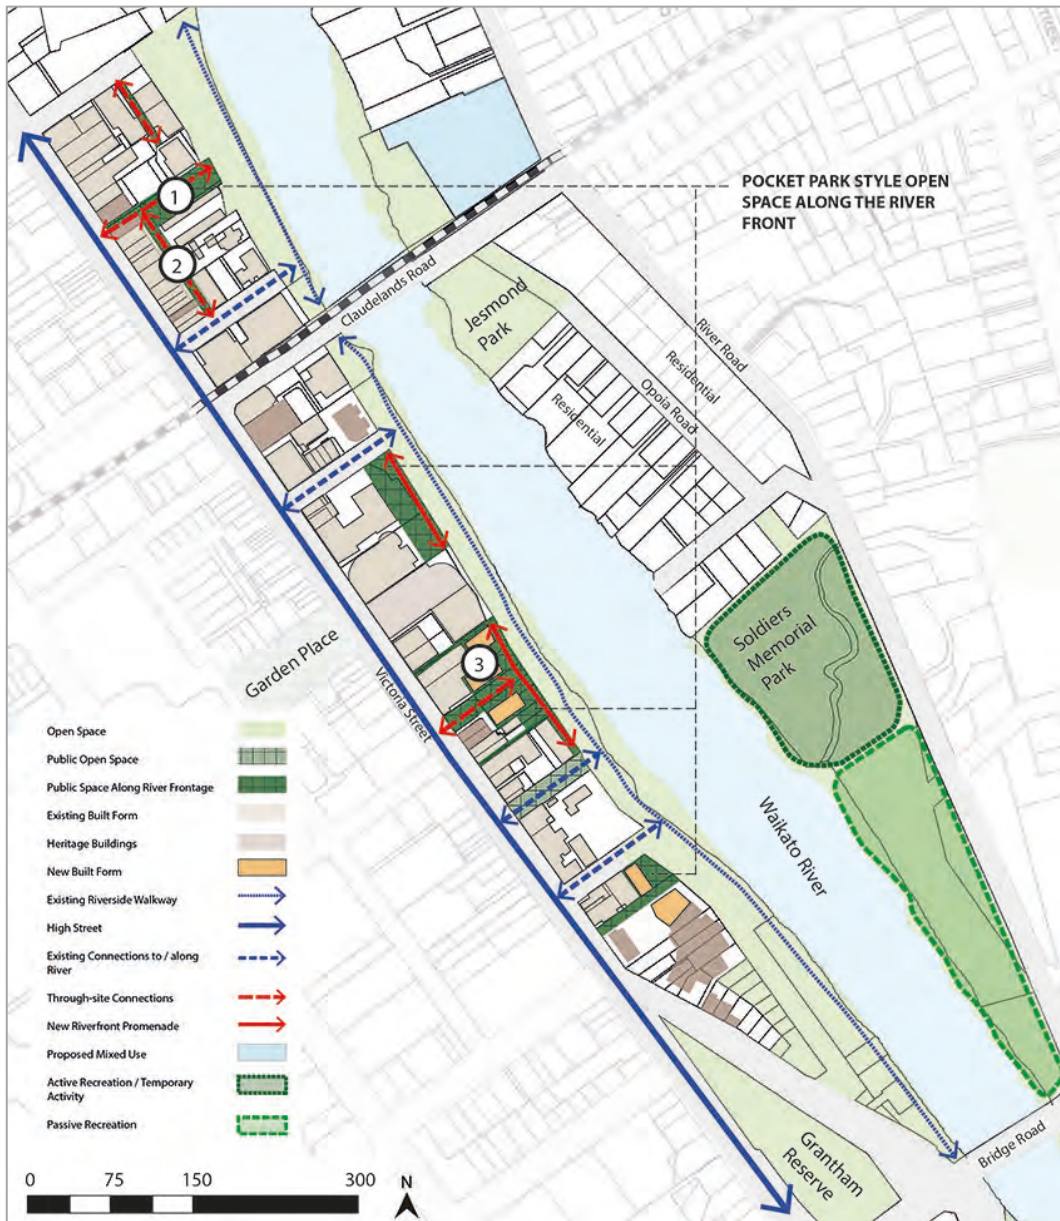 POCKET PARK STYLE OPEN
SPACE ALONG THE RIVER
FRONT
1
2
Claudelands Road
Jesmond
Park
River Road
Residential
Opoia Road
Residential
Soldiers
Memorial
Park
Garden Place
Victoria Street
3
Waikato River
Bridge Road
Grantham
Reserve
Open Space
Public Open Space
Public Space Along River Frontage
Existing Built Form
Heritage Buildings
New Built Form
Existing Riverside Walkway
High Street
Existing Connections to / along
River
Through-site Connections
New Riverfront Promenade
Proposed Mixed Use
Active Recreation / Temporary
Activity
Passive Recreation
0 75 150 300
N